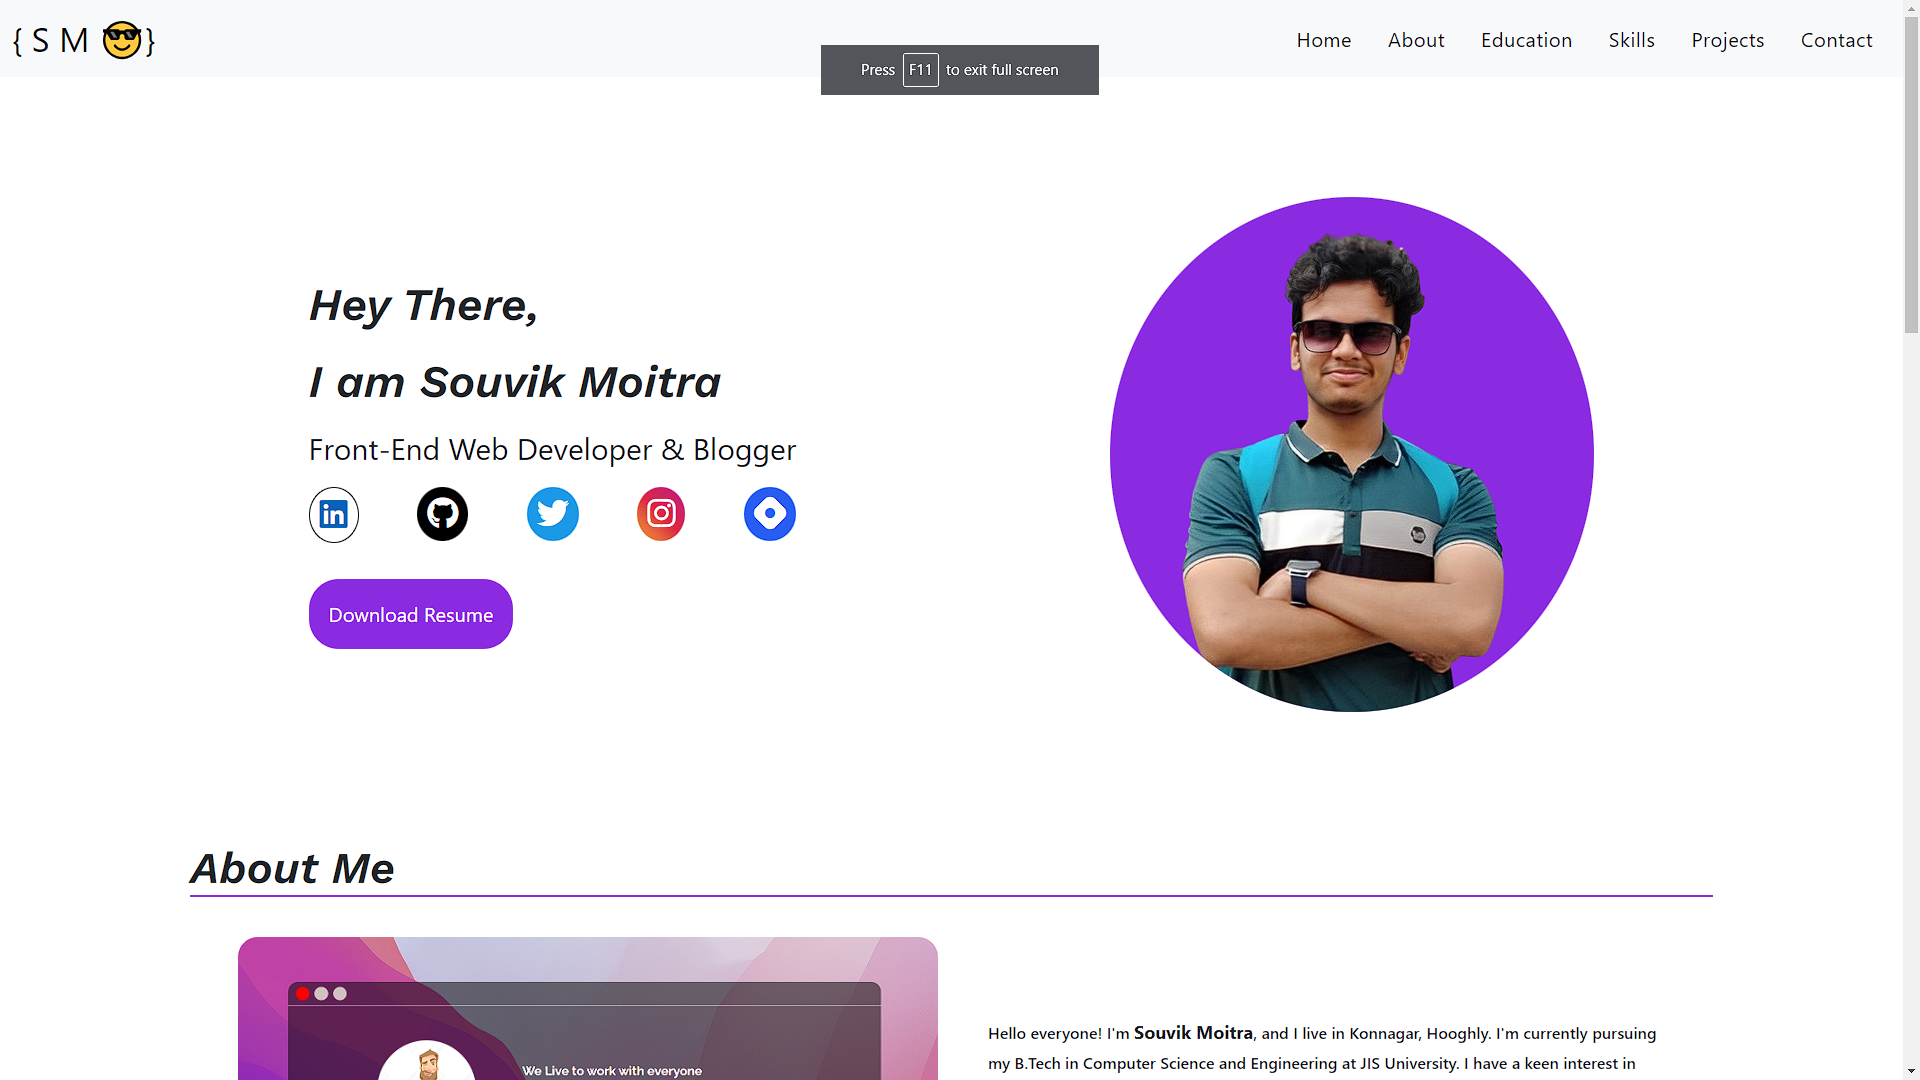 { S M 😎}
Home About Education Skills Projects Contact
Press F11 to exit full screen
Hey There,
I am Souvik Moitra
Front-End Web Developer & Blogger
in
Download Resume
About Me
We Live to work with everyone
Hello everyone! I'm Souvik Moitra, and I live in Konnagar, Hooghly. I'm currently pursuing
my B.Tech in Computer Science and Engineering at JIS University. I have a keen interest in